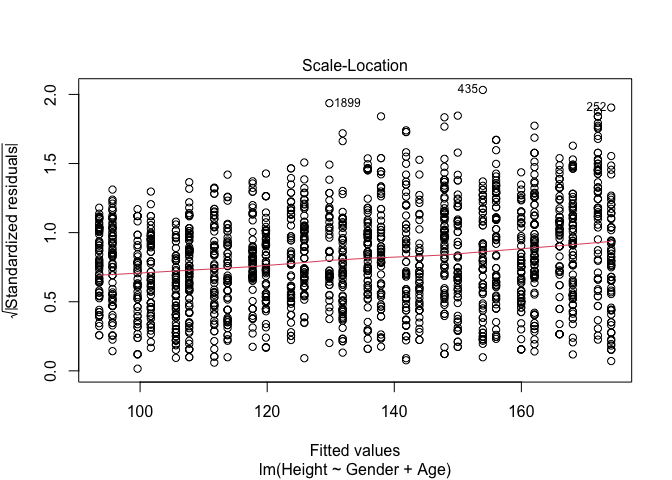 Scale-Location
√|Standardized residuals|
2.0
1.5
1.0
0.5
0.0
1899
435
252
100 120 140 160
Fitted values
lm(Height ~ Gender + Age)